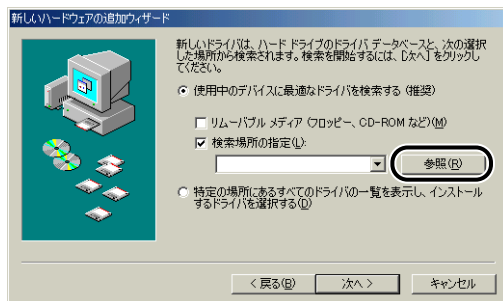 新しいハードウェアの追加ウィザード
新しいドライバは、ハード ドライブのドライバ データベースと、次の選択
した場所から検索されます。検索を開始するには、[次へ] をクリックし
てください。
使用中のデバイスに最適なドライバを検索する (推奨)
リムーバブル メディア (フロッピー、CD-ROM など)(M)
検索場所の指定(L):
参照(R)
特定の場所にあるすべてのドライバの一覧を表示し、インストール
するドライバを選択する(D)
< 戻る(B)
次へ >
キャンセル